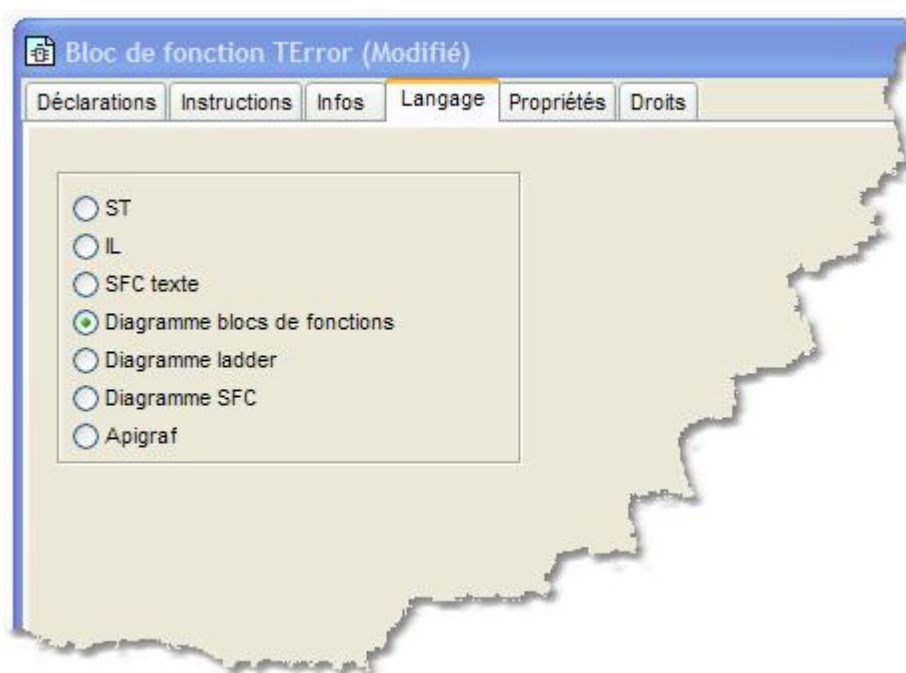 Bloc de fonction TError (Modifié)
Déclarations Instructions Infos Langage Propriétés Droits
ST
IL
SFC texte
Diagramme blocs de fonctions
Diagramme ladder
Diagramme SFC
Apigraf